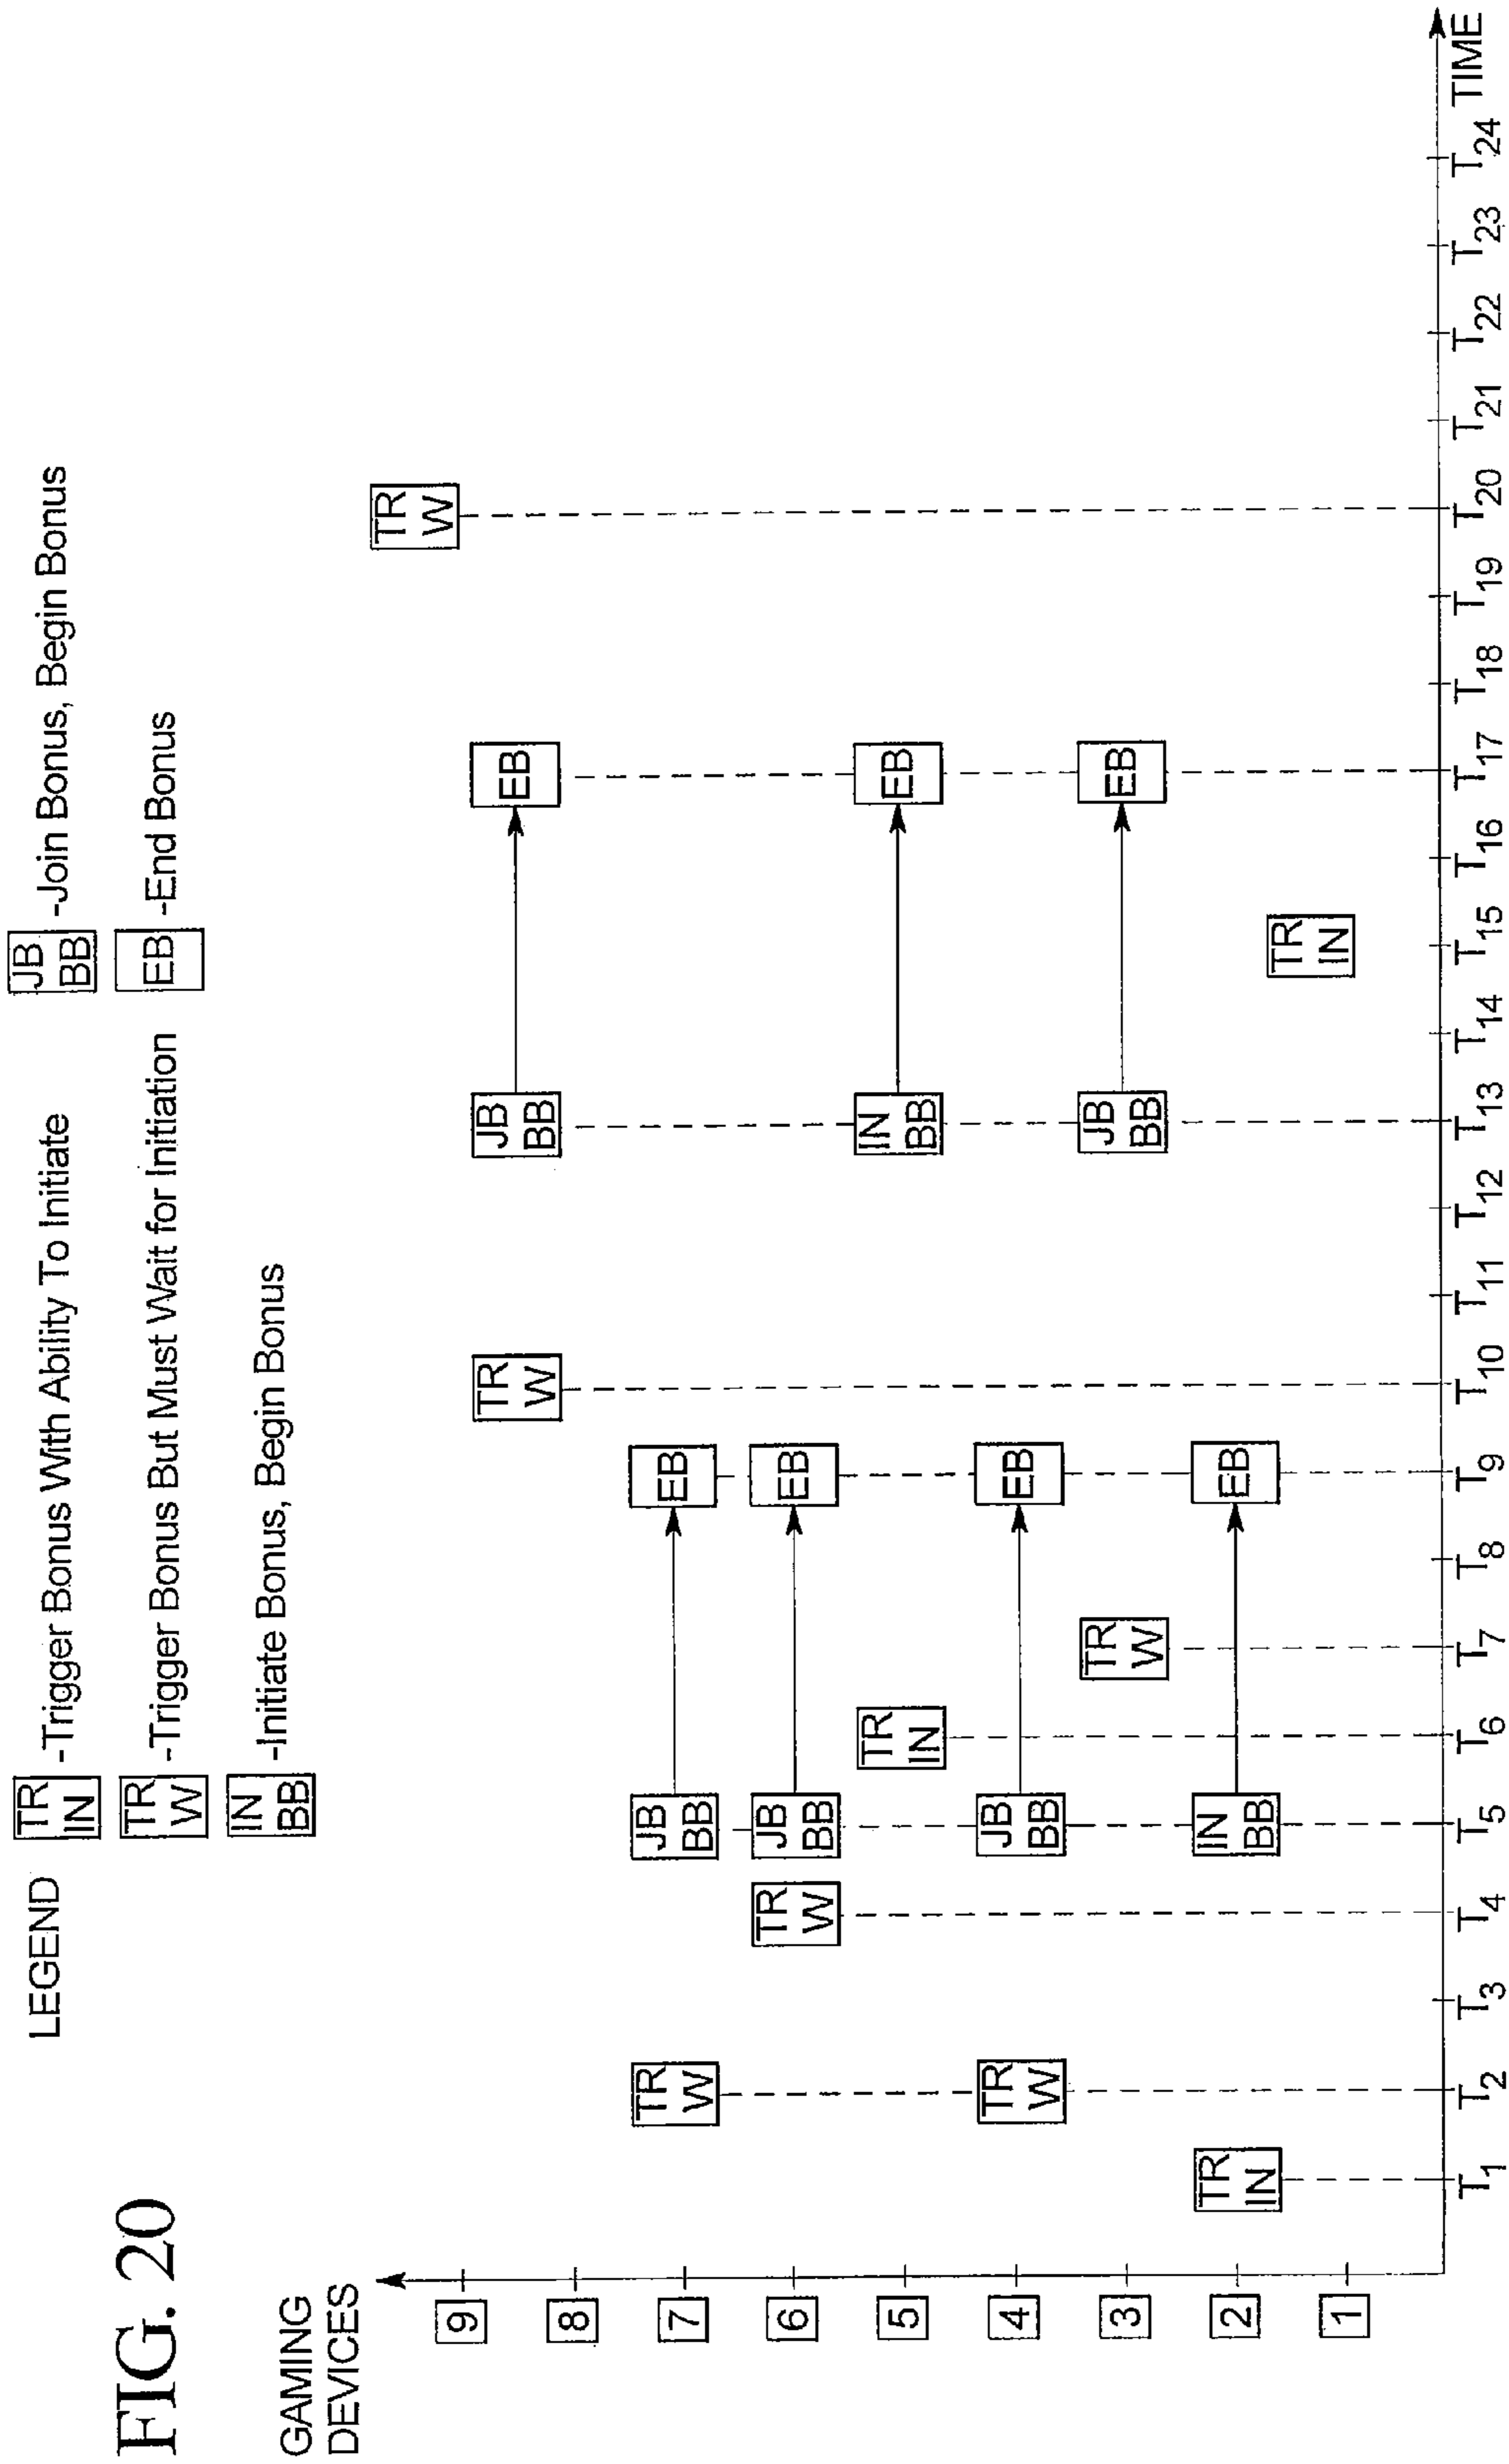 FIG. 20
LEGEND
TR IN -Trigger Bonus With Ability To Initiate
TR W -Trigger Bonus But Must Wait for Initiation
IN BB -Initiate Bonus, Begin Bonus
JB BB -Join Bonus, Begin Bonus
EB -End Bonus
GAMING
DEVICES
9
TR W
8
TR W
JB BB
EB
7
TR W
JB BB
EB
6
TR W
JB BB
EB
5
TR IN
IN BB
EB
4
TR W
JB BB
EB
3
TR W
JB BB
EB
2
TR IN
IN BB
EB
1
TR IN
T1 T2 T3 T4 T5 T6 T7 T8 T9 T10 T11 T12 T13 T14 T15 T16 T17 T18 T19 T20 T21 T22 T23 T24 TIME